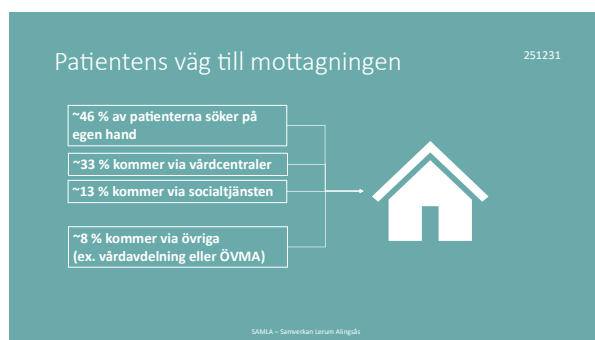 Patientens väg till mottagningen
251231
~46 % av patienterna söker på
egen hand
~33 % kommer via vårdcentraler
~13 % kommer via socialtjänsten
~8 % kommer via övriga
(ex. vårdavdelning eller ÖVMA)
SAMLA – Samverkan Lerum Alingsås